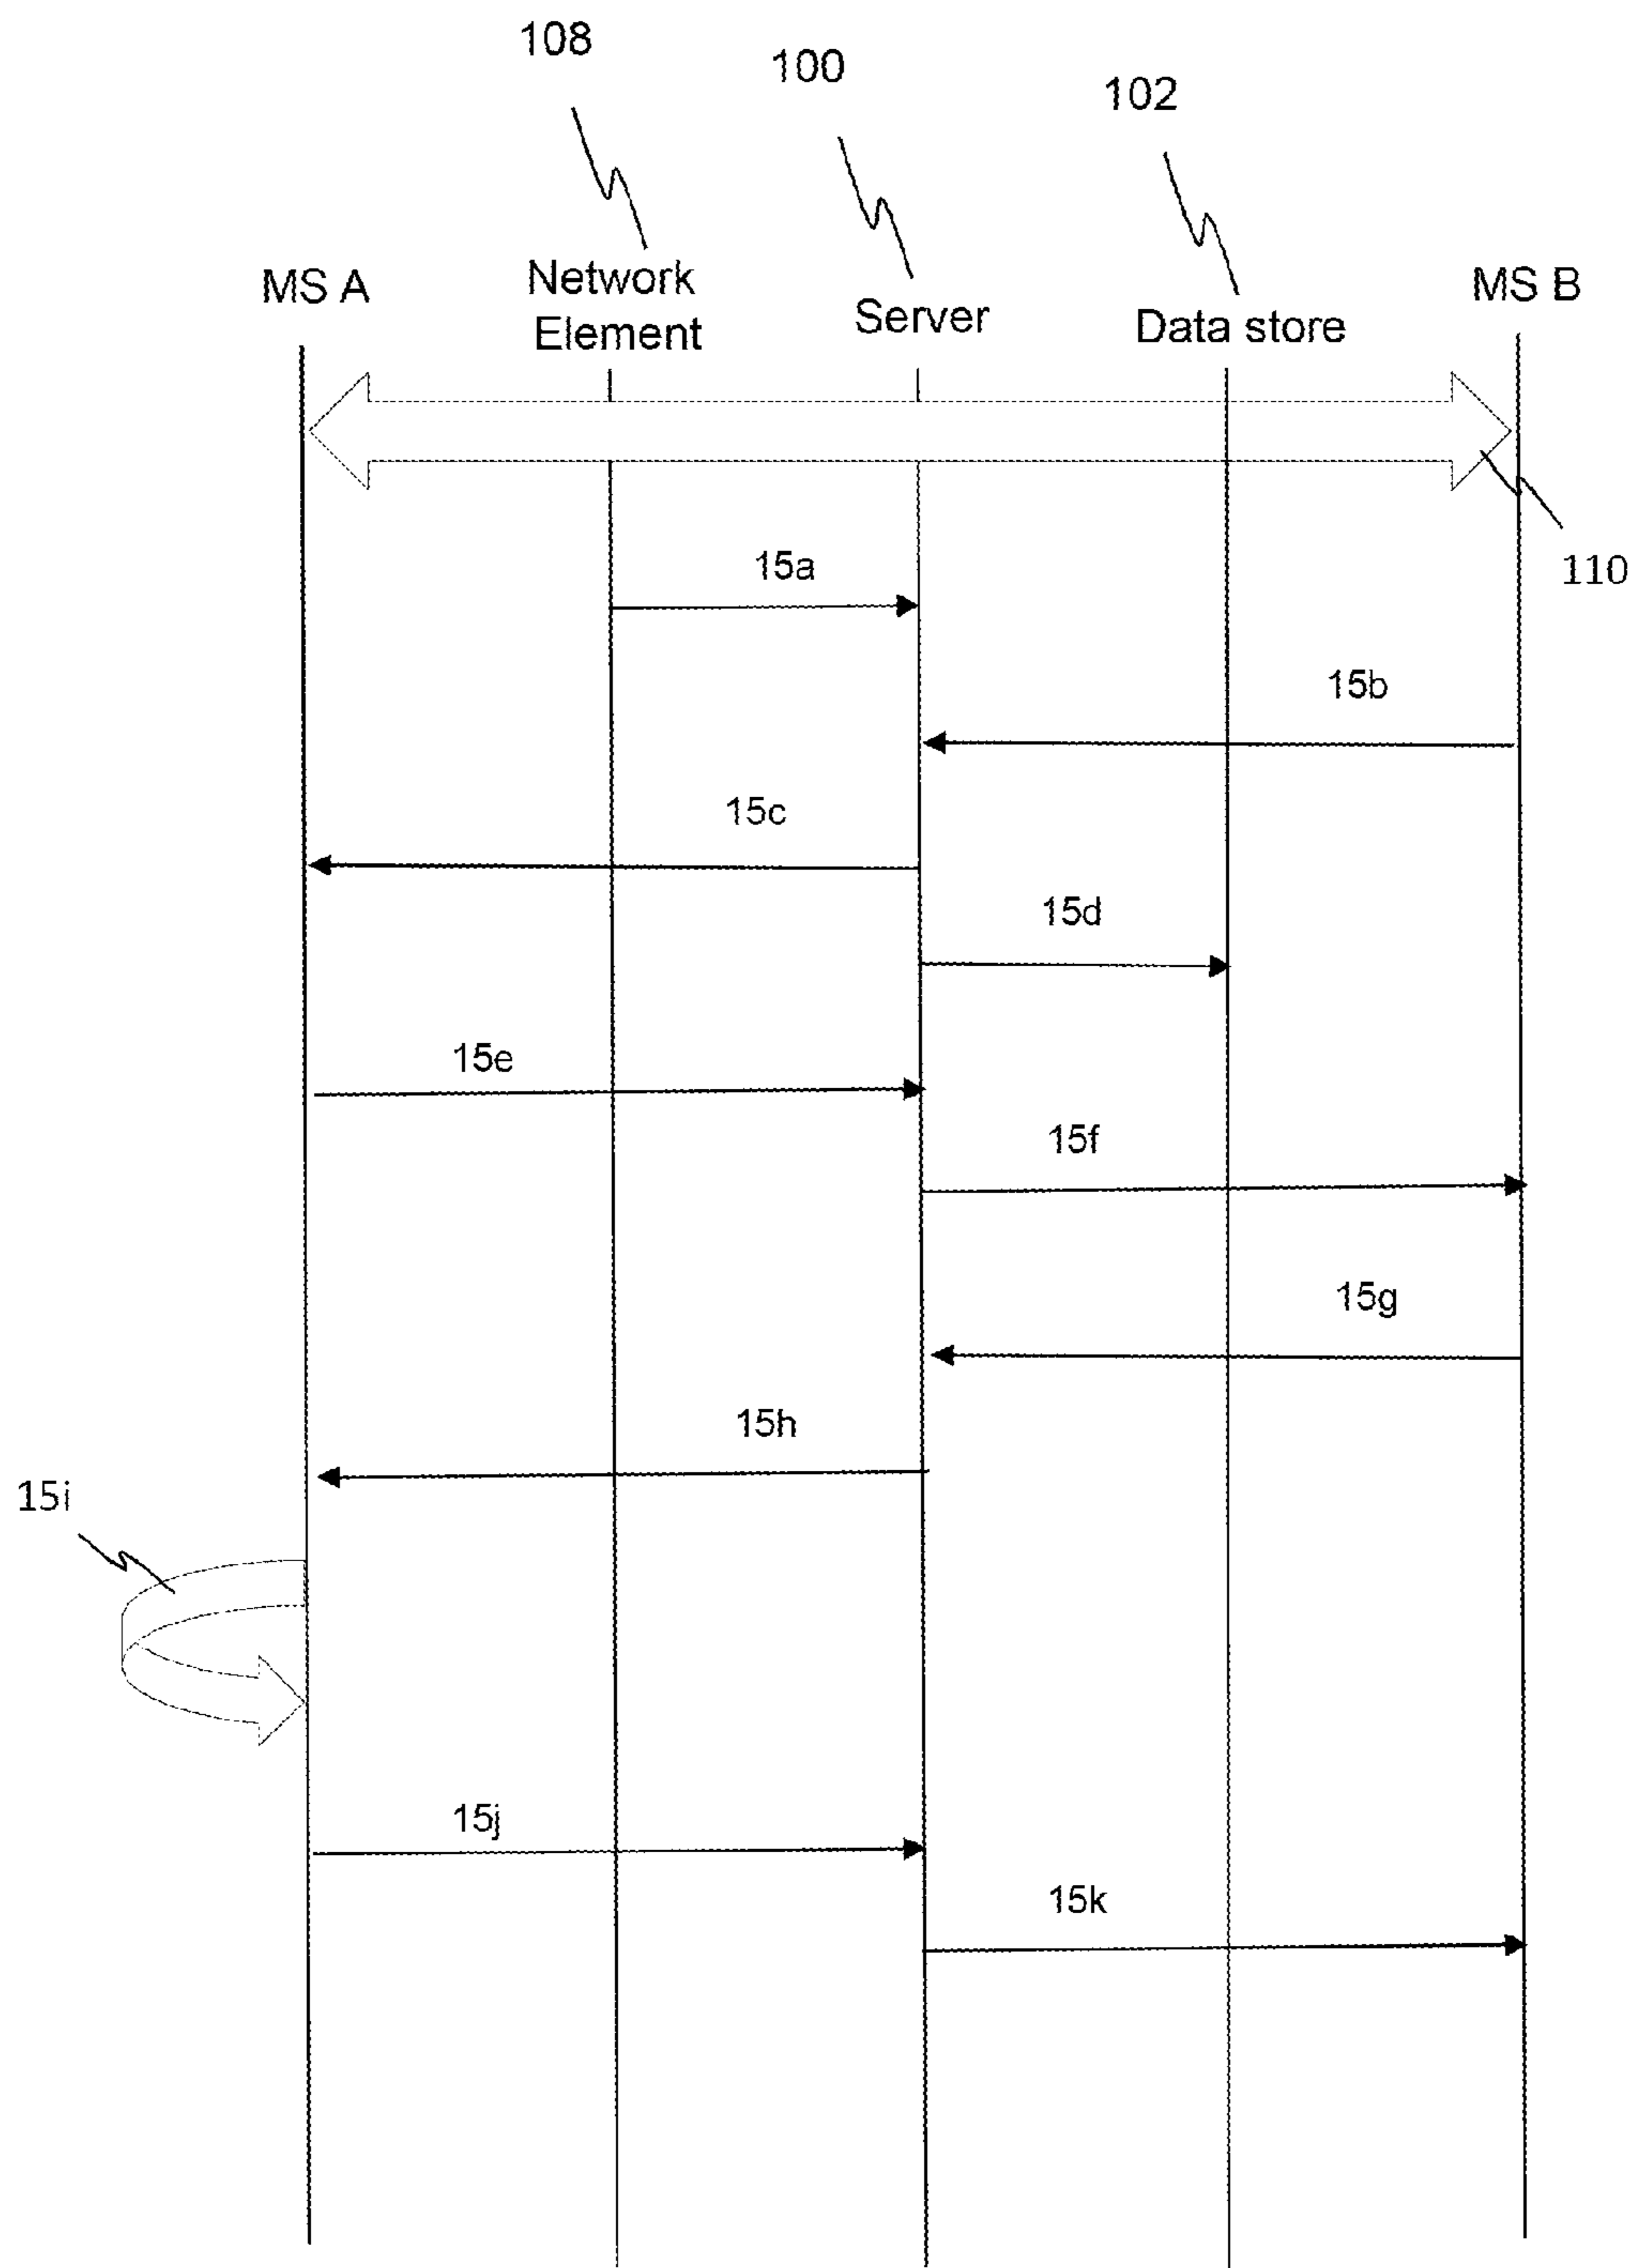 108
100
102
MS A
Network
Element
Server
Data store
MS B
110
15a
15b
15c
15d
15e
15f
15g
15h
15i
15j
15k